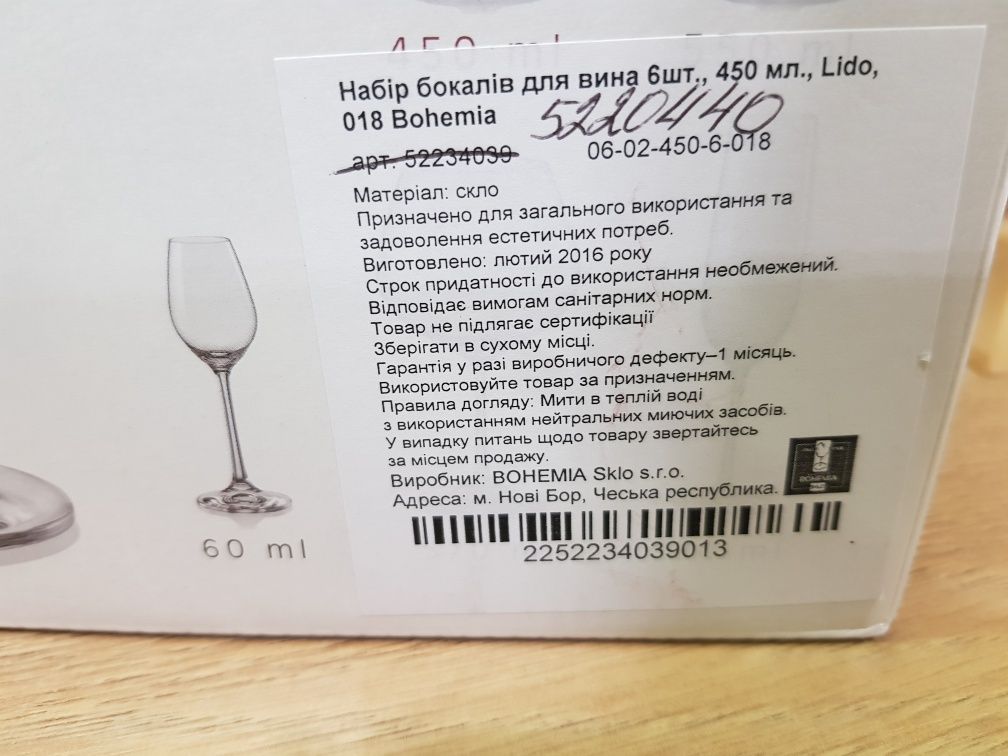 450 ml
Набір бокалів для вина 6шт., 450 мл., Lido,
018 Bohemia
5220440
арт. 52234039
06-02-450-6-018
Матеріал: скло
Призначено для загального використання та
задоволення естетичних потреб.
Виготовлено: лютий 2016 року
Строк придатності до використання необмежений.
Відповідає вимогам санітарних норм.
Товар не підлягає сертифікації
Зберігати в сухому місці.
Гарантія у разі виробничого дефекту–1 місяць.
Використовуйте товар за призначенням.
Правила догляду: Мити в теплій воді
з використанням нейтральних миючих засобів.
У випадку питань щодо товару звертайтесь
за місцем продажу.
Виробник: BOHEMIA Sklo s.r.o.
Адреса: м. Нові Бор, Чеська республика.
BOHEMIA
2252234039013
60 ml